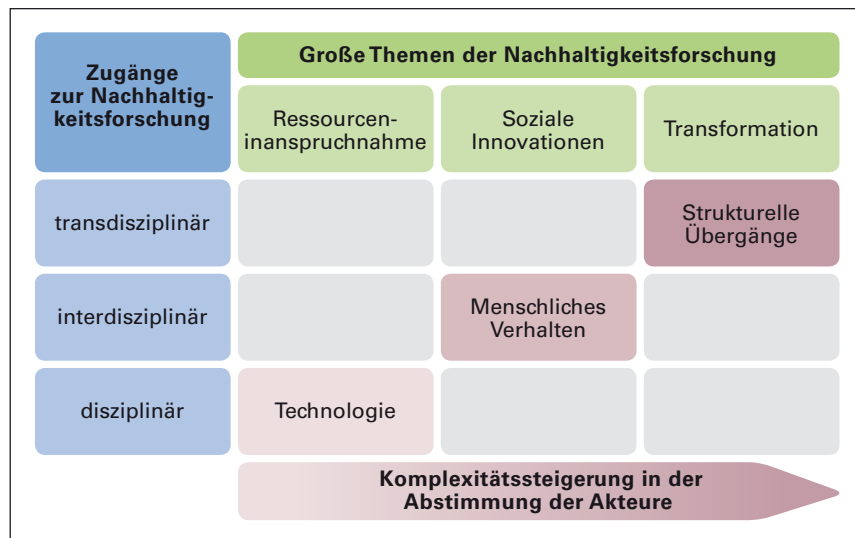 Zugänge
zur Nachhaltig-
keitsforschung
Große Themen der Nachhaltigkeitsforschung
Ressourcen-
inanspruchnahme
Soziale
Innovationen
Transformation
transdisziplinär
Strukturelle
Übergänge
interdisziplinär
Menschliches
Verhalten
disziplinär
Technologie
Komplexitätssteigerung in der
Abstimmung der Akteure